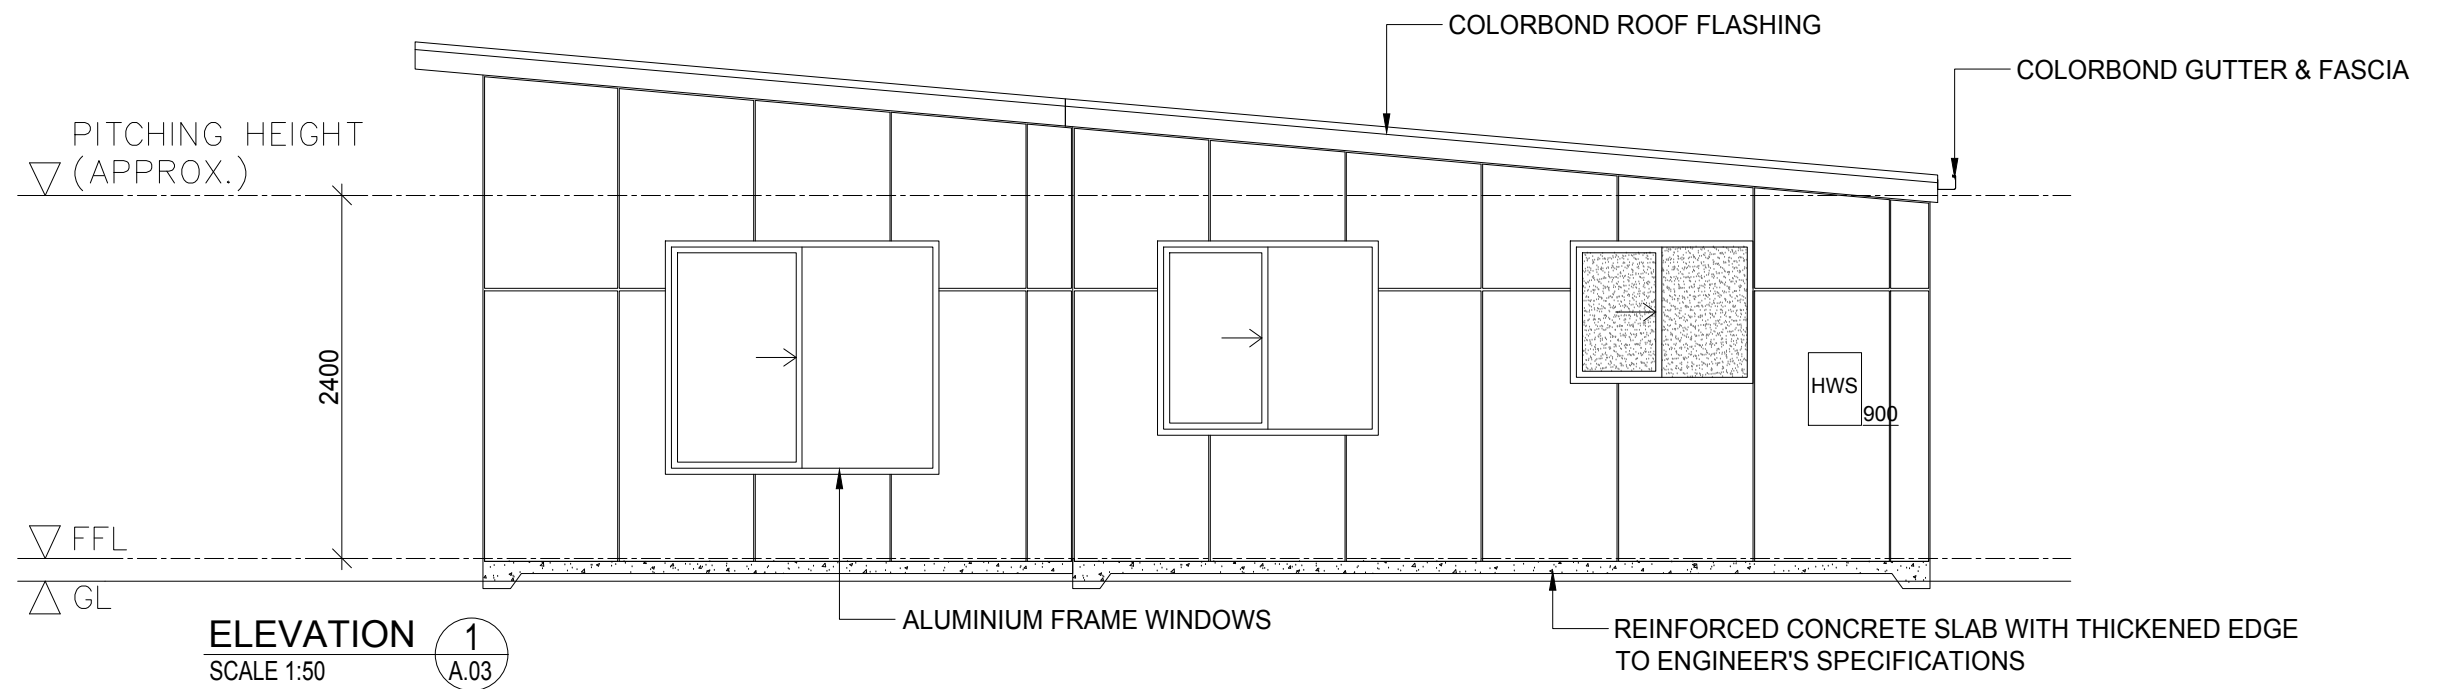 COLORBOND ROOF FLASHING
COLORBOND GUTTER & FASCIA
PITCHING HEIGHT
(APPROX.)
2400
HWS
900
FFL
GL
ALUMINIUM FRAME WINDOWS
REINFORCED CONCRETE SLAB WITH THICKENED EDGE
TO ENGINEER'S SPECIFICATIONS
ELEVATION
SCALE 1:50
1
A.03